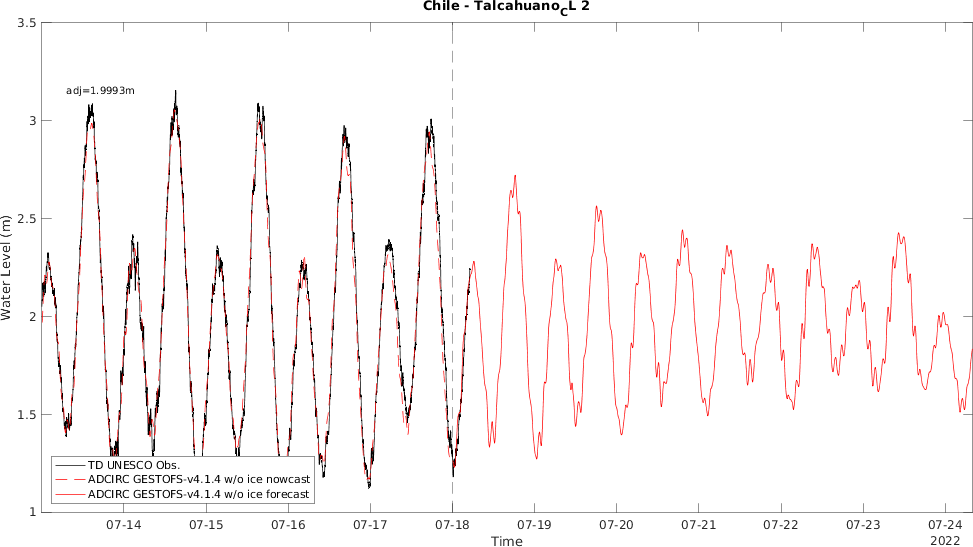 Chile - Talcahuano_CL 2
3.5
adj=1.9993m
3
2.5
Water Level (m)
2
1.5
TD UNESCO Obs.
ADCIRC GESTOFS-v4.1.4 w/o ice nowcast
ADCIRC GESTOFS-v4.1.4 w/o ice forecast
1
07-14 07-15 07-16 07-17 07-18 07-19 07-20 07-21 07-22 07-23 07-24
Time 2022